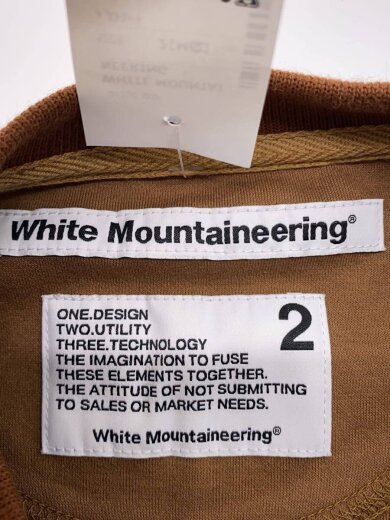 White Mountaineering®
ONE.DESIGN
TWO.UTILITY
THREE.TECHNOLOGY
THE IMAGINATION TO FUSE
THESE ELEMENTS TOGETHER.
THE ATTITUDE OF NOT SUBMITTING
TO SALES OR MARKET NEEDS.
2
White Mountaineering®